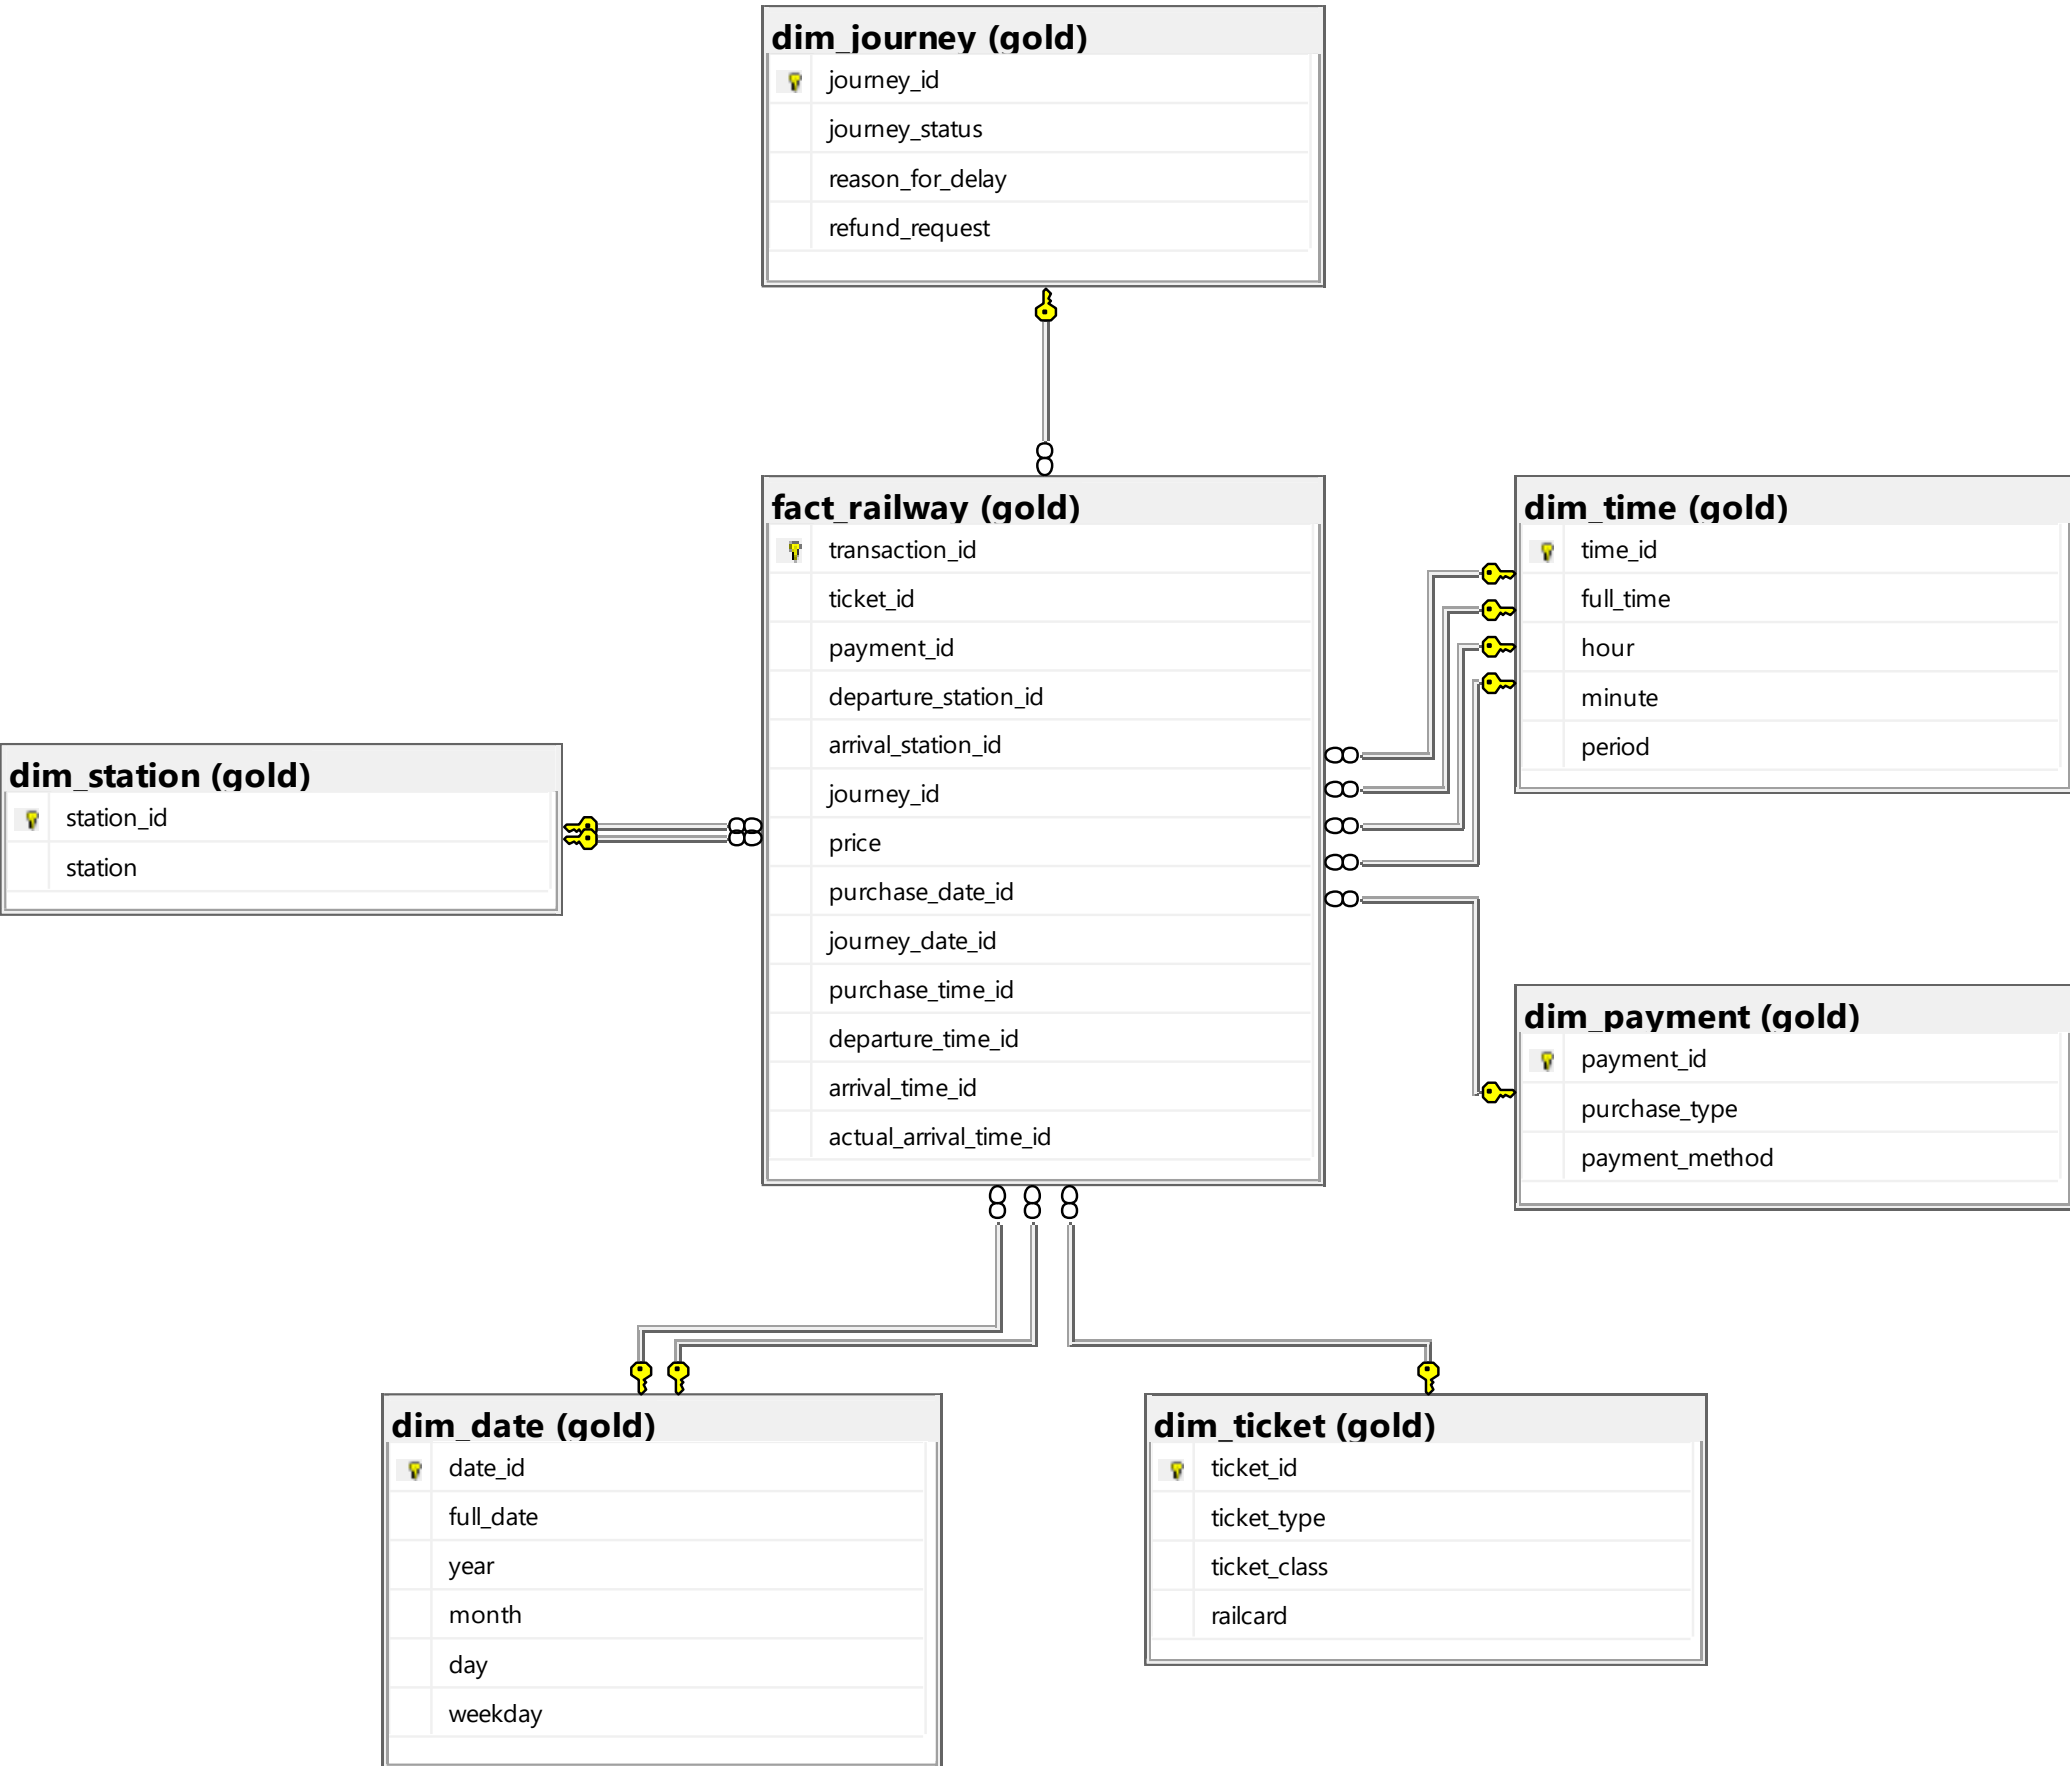 dim_journey (gold)
journey_id
journey_status
reason_for_delay
refund_request
fact_railway (gold)
transaction_id
ticket_id
payment_id
departure_station_id
arrival_station_id
journey_id
price
purchase_date_id
journey_date_id
purchase_time_id
departure_time_id
arrival_time_id
actual_arrival_time_id
dim_time (gold)
time_id
full_time
hour
minute
period
dim_station (gold)
station_id
station
dim_payment (gold)
payment_id
purchase_type
payment_method
dim_date (gold)
date_id
full_date
year
month
day
weekday
dim_ticket (gold)
ticket_id
ticket_type
ticket_class
railcard